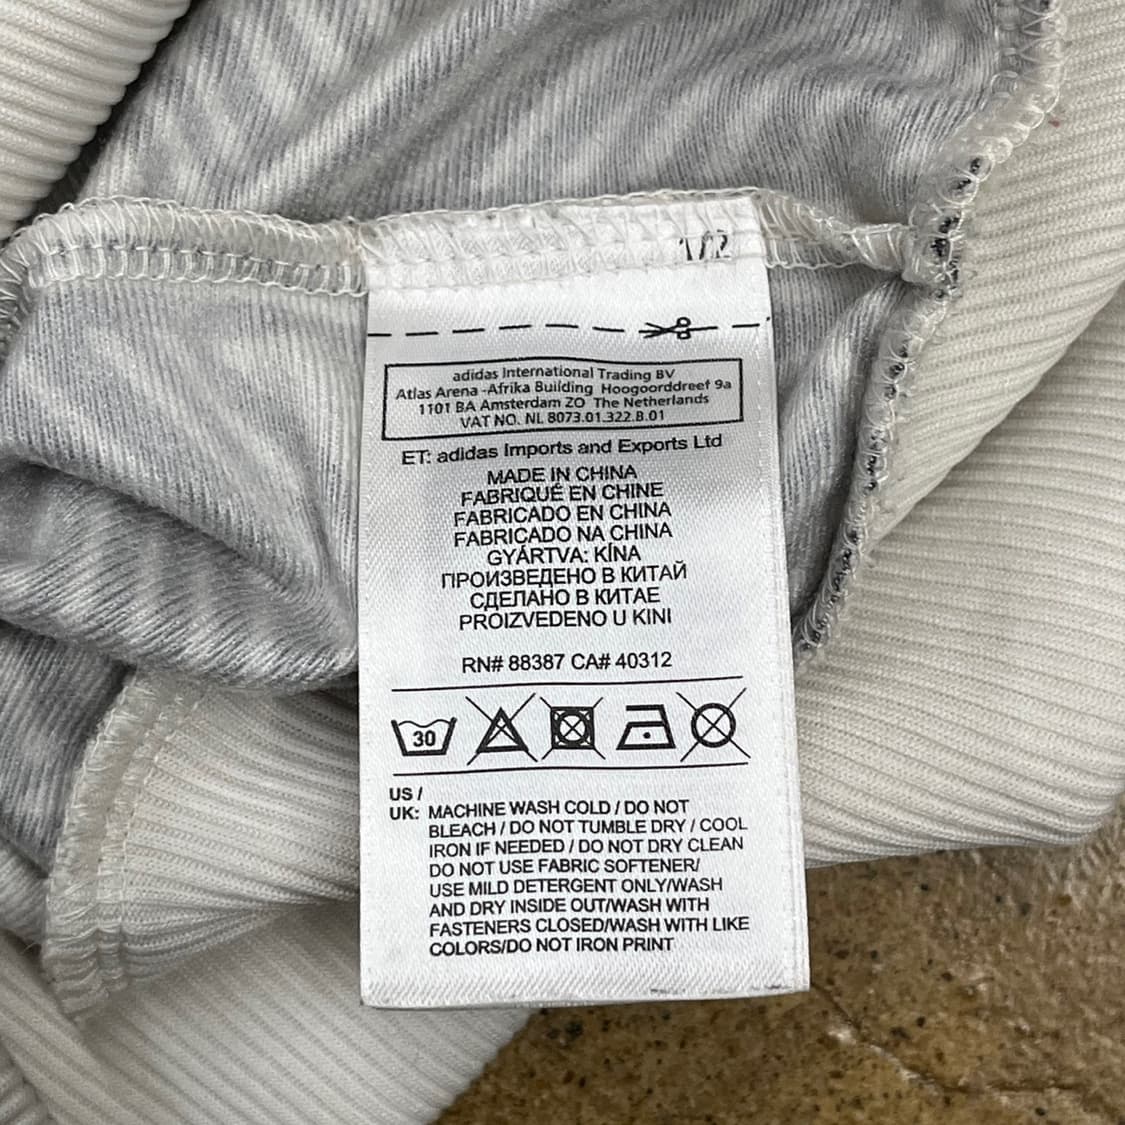 1/2
adidas International Trading BV
Atlas Arena -Afrika Building Hoogoorddreef 9a
1101 BA Amsterdam ZO The Netherlands
VAT NO. NL 8073.01.322.B.01
ET: adidas Imports and Exports Ltd
MADE IN CHINA
FABRIQUÉ EN CHINE
FABRICADO EN CHINA
FABRICADO NA CHINA
GYÁRTVA: KÍNA
ПРОИЗВЕДЕНО В КИТАЙ
СДЕЛАНО В КИТАЕ
PROIZVEDENO U KINI
RN# 88387 CA# 40312
30
US /
UK: MACHINE WASH COLD / DO NOT
BLEACH / DO NOT TUMBLE DRY / COOL
IRON IF NEEDED / DO NOT DRY CLEAN
DO NOT USE FABRIC SOFTENER/
USE MILD DETERGENT ONLY/WASH
AND DRY INSIDE OUT/WASH WITH
FASTENERS CLOSED/WASH WITH LIKE
COLORS/DO NOT IRON PRINT